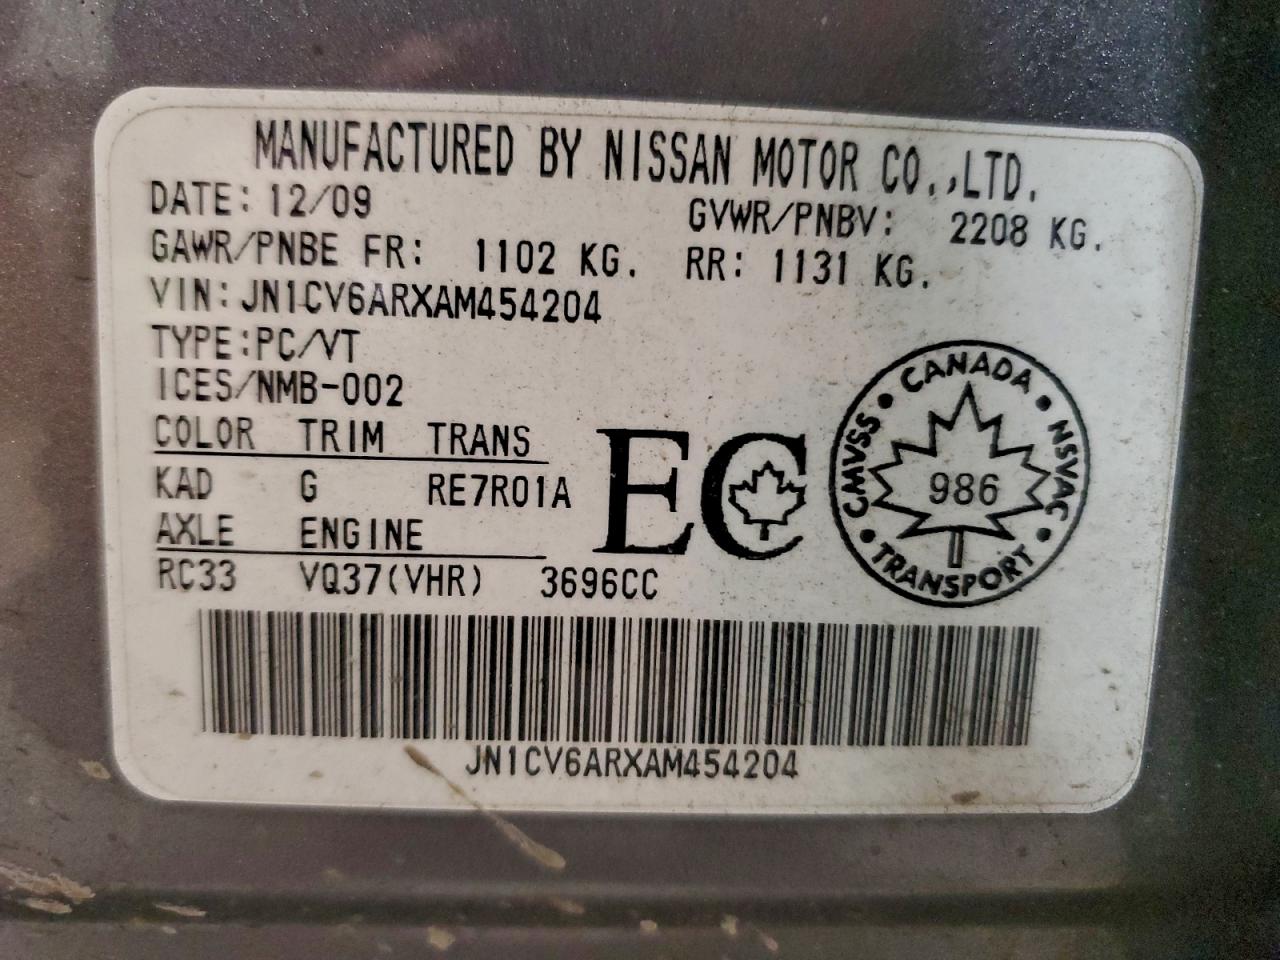 MANUFACTURED BY NISSAN MOTOR CO.,LTD.
DATE: 12/09 GVWR/PNBV: 2208 KG.
GAWR/PNBE FR: 1102 KG. RR: 1131 KG.
VIN: JN1CV6ARXAM454204
TYPE:PC/VT
ICES/NMB-002
COLOR TRIM TRANS
KAD G RE7R01A
AXLE ENGINE
RC33 VQ37(VHR) 3696CC
EC
CANADA
CMVSS • NSVAC
986
TRANSPORT
JN1CV6ARXAM454204